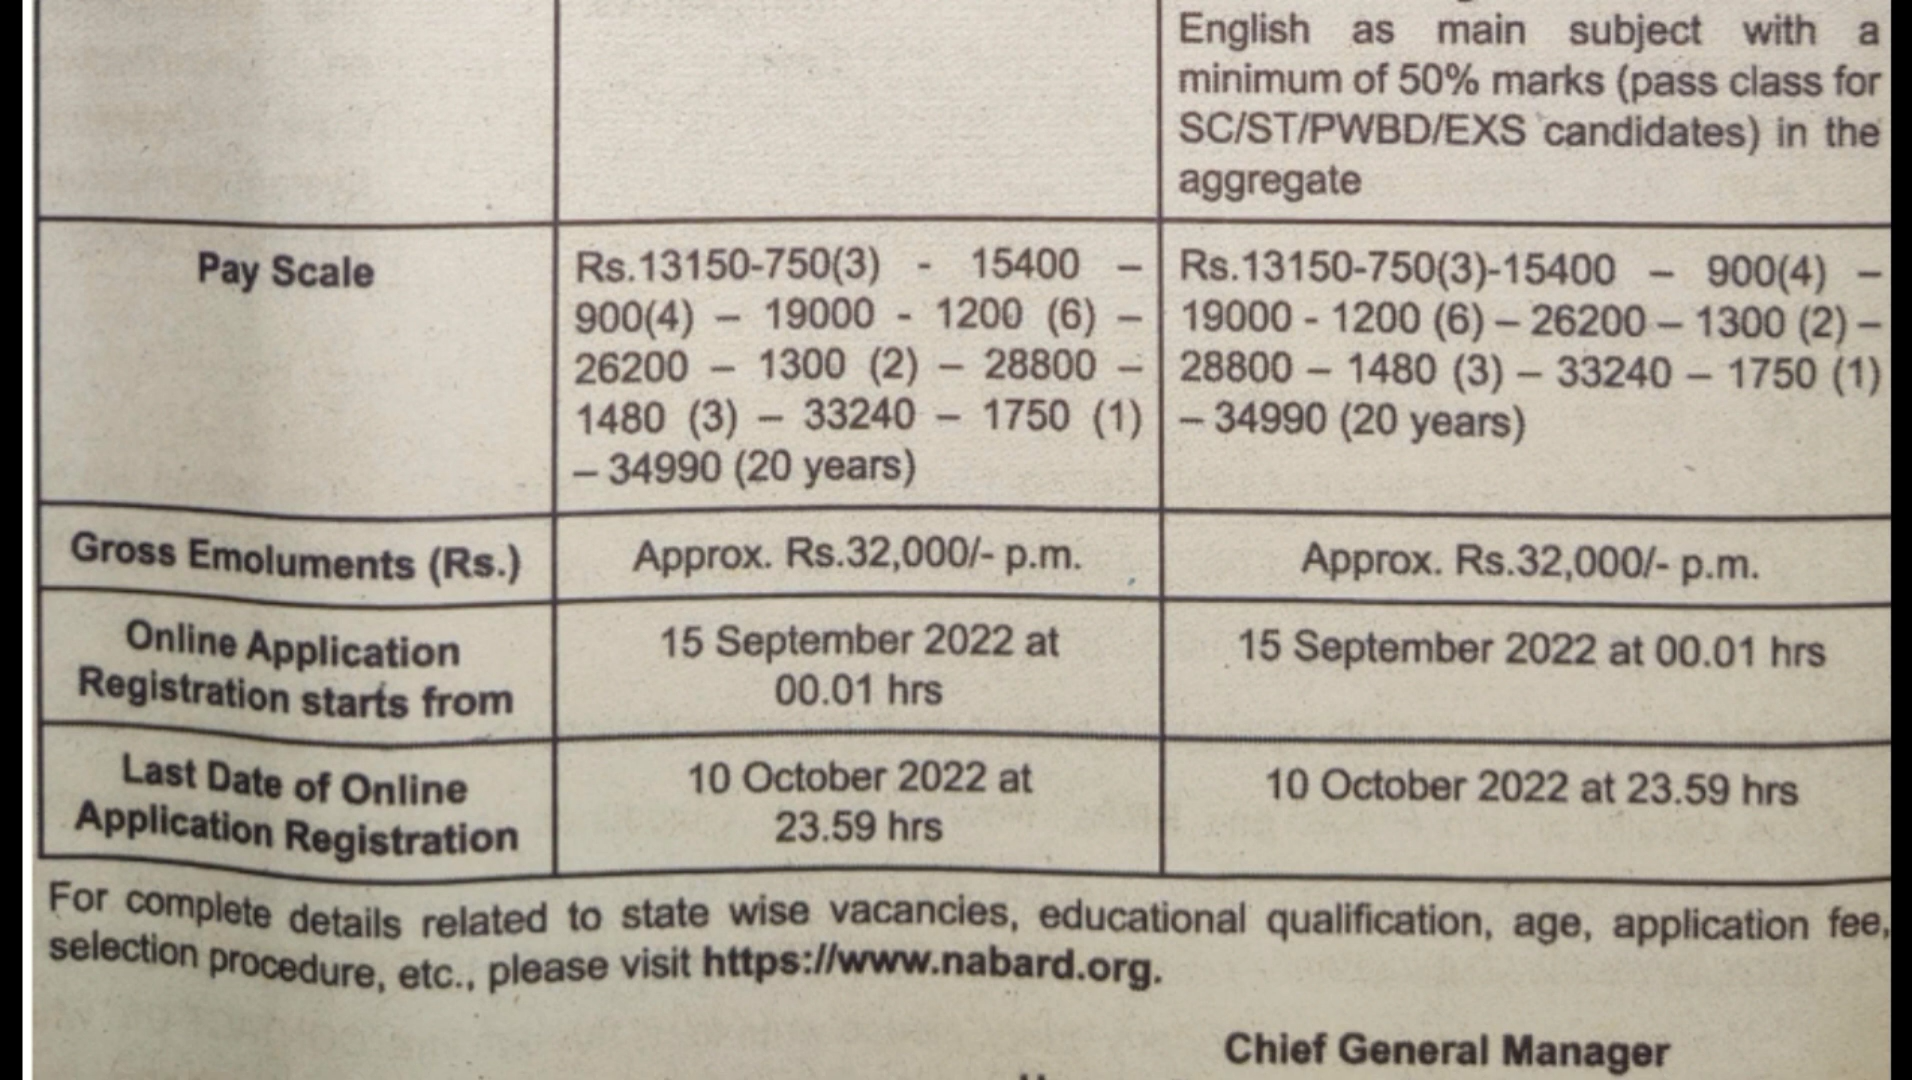 English as main subject with a
minimum of 50% marks (pass class for
SC/ST/PWBD/EXS candidates) in the
aggregate
Pay Scale
Rs.13150-750(3) - 15400 –
900(4) – 19000 - 1200 (6) –
26200 – 1300 (2) – 28800 –
1480 (3) – 33240 – 1750 (1)
– 34990 (20 years)
Rs.13150-750(3)-15400 – 900(4) –
19000 - 1200 (6) – 26200 – 1300 (2) –
28800 – 1480 (3) – 33240 – 1750 (1)
– 34990 (20 years)
Gross Emoluments (Rs.)
Approx. Rs.32,000/- p.m.
Approx. Rs.32,000/- p.m.
Online Application
Registration starts from
15 September 2022 at
00.01 hrs
15 September 2022 at 00.01 hrs
Last Date of Online
Application Registration
10 October 2022 at
23.59 hrs
10 October 2022 at 23.59 hrs
For complete details related to state wise vacancies, educational qualification, age, application fee,
selection procedure, etc., please visit https://www.nabard.org.
Chief General Manager